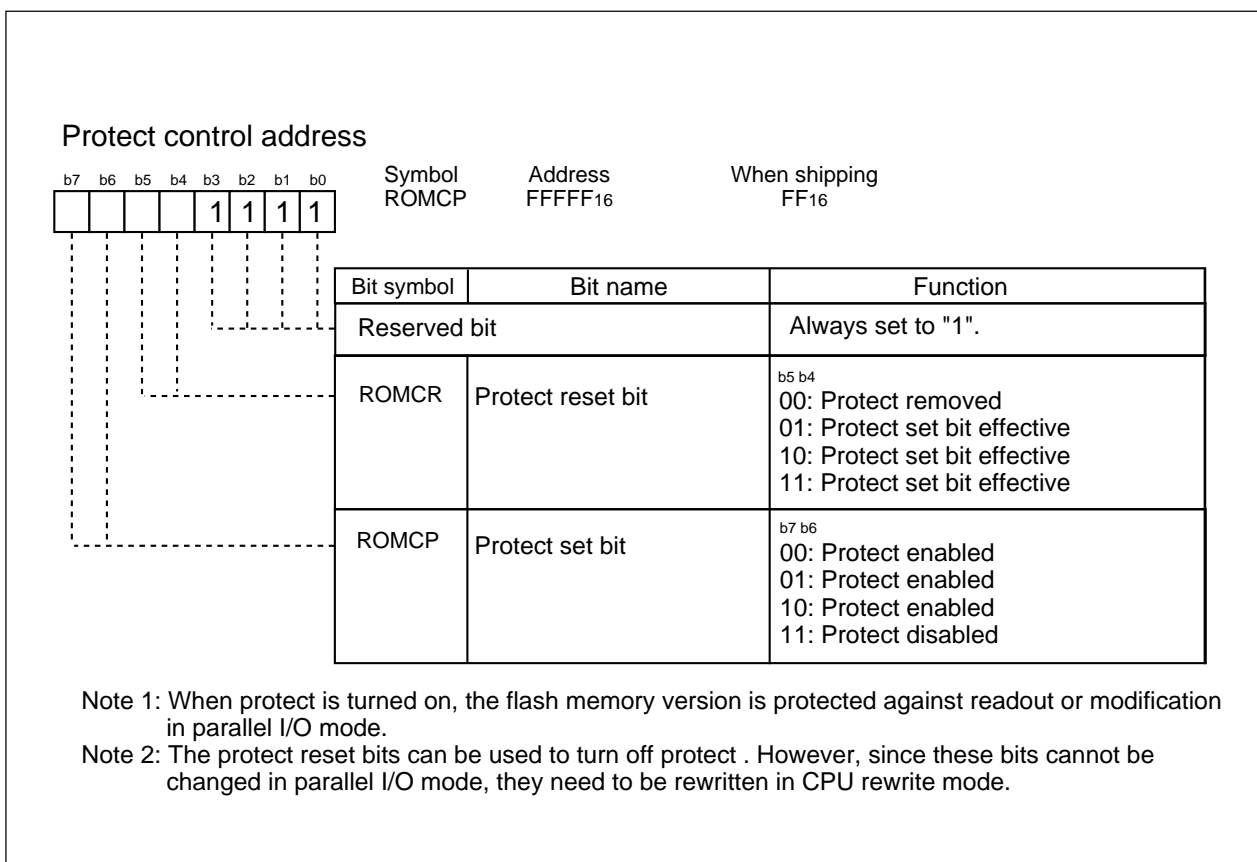 Protect control address
b7 b6 b5 b4 b3 b2 b1 b0
1 1 1 1
Symbol Address When shipping
ROMCP FFFFF16 FF16
Bit symbol Bit name Function
Reserved bit Always set to "1".
ROMCR Protect reset bit
b5 b4
00: Protect removed
01: Protect set bit effective
10: Protect set bit effective
11: Protect set bit effective
ROMCP Protect set bit
b7 b6
00: Protect enabled
01: Protect enabled
10: Protect enabled
11: Protect disabled
Note 1: When protect is turned on, the flash memory version is protected against readout or modification
in parallel I/O mode.
Note 2: The protect reset bits can be used to turn off protect . However, since these bits cannot be
changed in parallel I/O mode, they need to be rewritten in CPU rewrite mode.